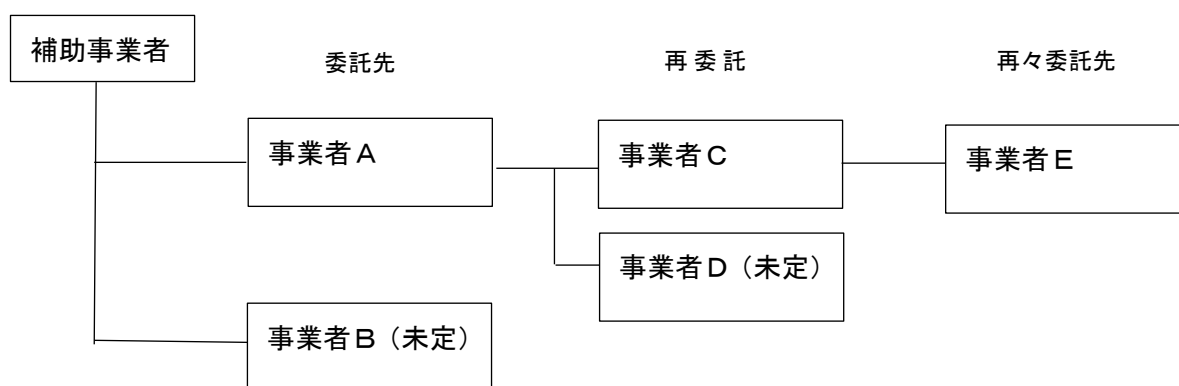 補助事業者
委託先
再 委 託
再々委託先
事業者A
事業者C
事業者E
事業者D（未定）
事業者B（未定）